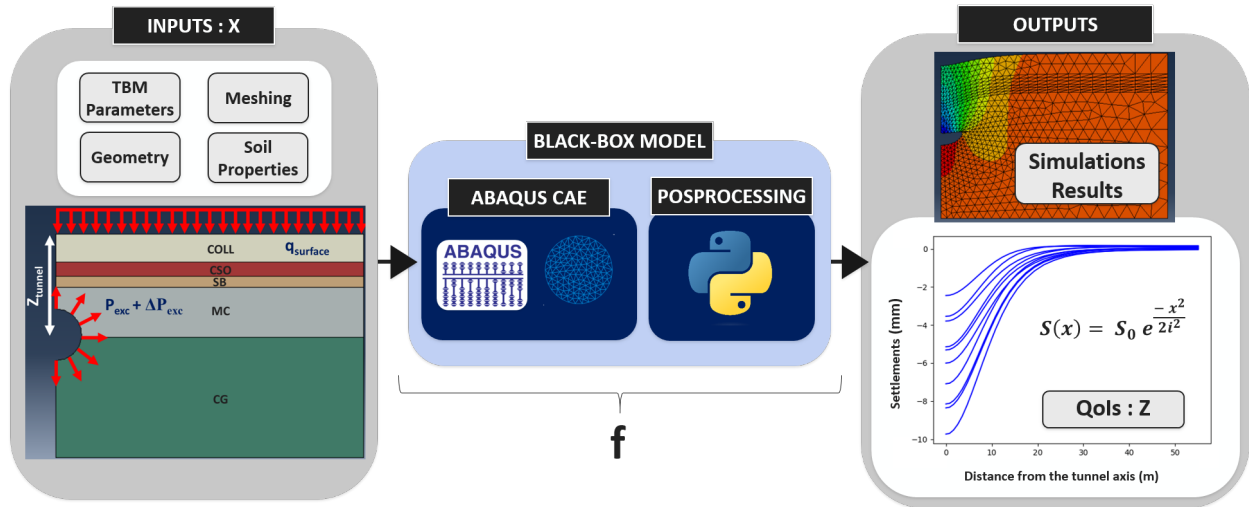 INPUTS : X
TBM
Parameters
Meshing
Geometry
Soil
Properties
q_surface
COLL
CSO
SB
MC
CG
Z_tunnel
P_exc + ΔP_exc
BLACK-BOX MODEL
ABAQUS CAE
ABAQUS
POSPROCESSING
f
OUTPUTS
Simulations
Results
0
−2
−4
−6
−8
−10
Settlements (mm)
S(x) = S_0 e^{\frac{-x^2}{2i^2}}
QoIs : Z
0
10
20
30
40
50
Distance from the tunnel axis (m)